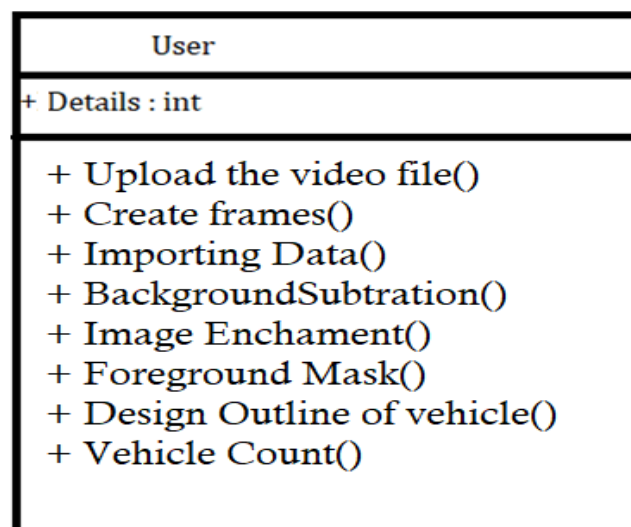 User
+ Details : int
+ Upload the video file()
+ Create frames()
+ Importing Data()
+ BackgroundSubtration()
+ Image Enchament()
+ Foreground Mask()
+ Design Outline of vehicle()
+ Vehicle Count()